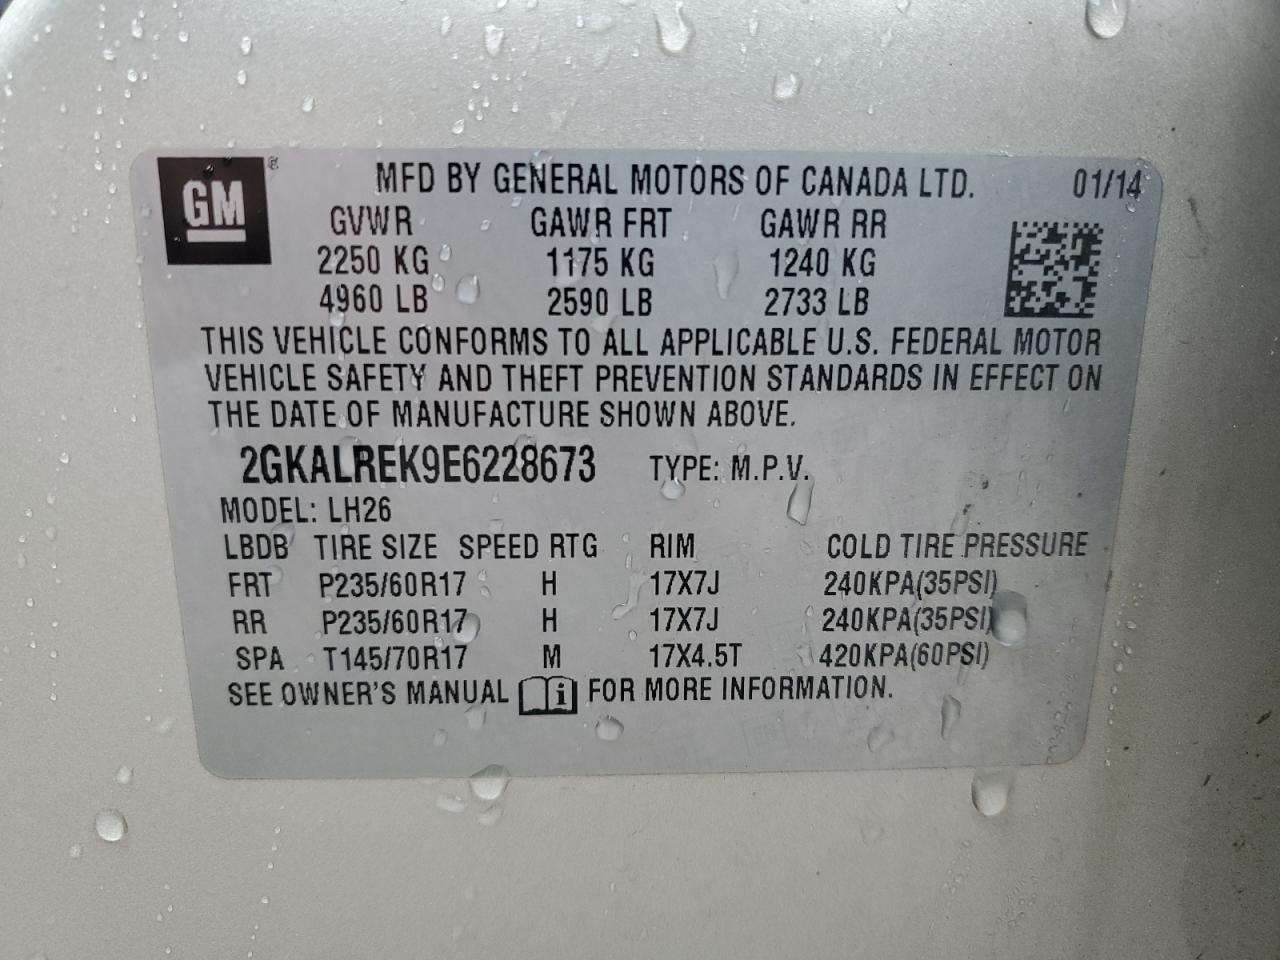 GM ® MFD BY GENERAL MOTORS OF CANADA LTD. 01/14
GVWR GAWR FRT GAWR RR
2250 KG 1175 KG 1240 KG
4960 LB 2590 LB 2733 LB
THIS VEHICLE CONFORMS TO ALL APPLICABLE U.S. FEDERAL MOTOR
VEHICLE SAFETY AND THEFT PREVENTION STANDARDS IN EFFECT ON
THE DATE OF MANUFACTURE SHOWN ABOVE.
2GKALREK9E6228673 TYPE: M.P.V.
MODEL: LH26
LBDB TIRE SIZE SPEED RTG RIM COLD TIRE PRESSURE
FRT P235/60R17 H 17X7J 240KPA(35PSI)
RR P235/60R17 H 17X7J 240KPA(35PSI)
SPA T145/70R17 M 17X4.5T 420KPA(60PSI)
SEE OWNER'S MANUAL i FOR MORE INFORMATION.